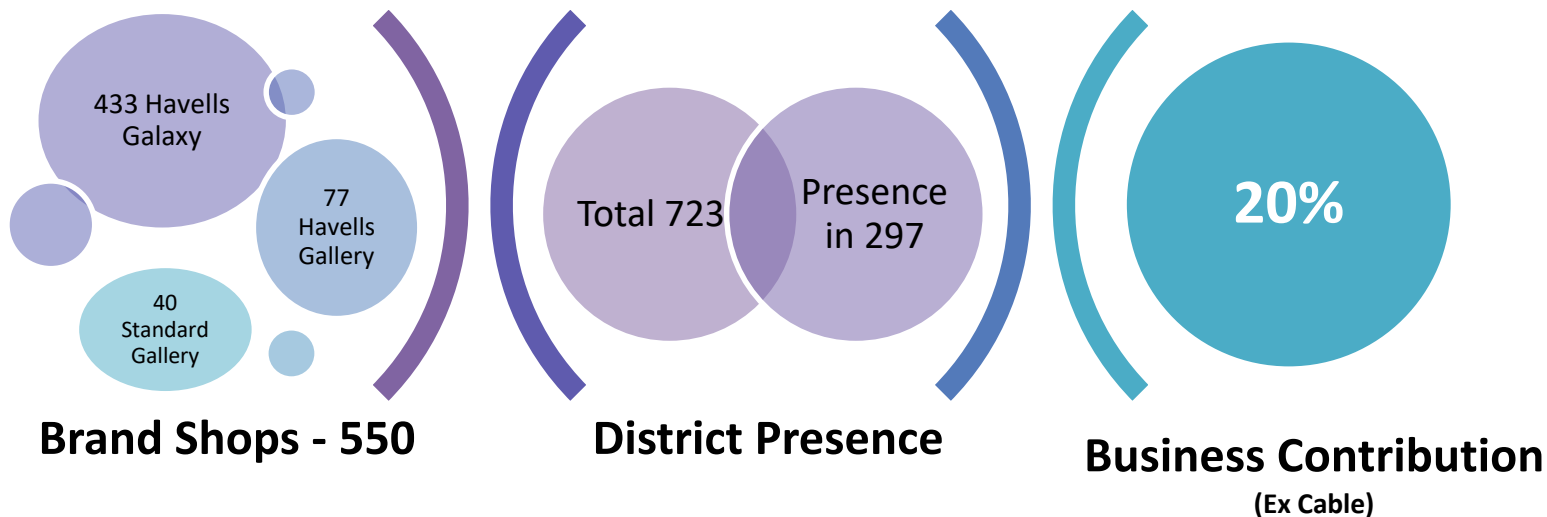 433 Havells
Galaxy
77
Havells
Gallery
40
Standard
Gallery
Brand Shops - 550
Total 723
Presence
in 297
District Presence
20%
Business Contribution
(Ex Cable)